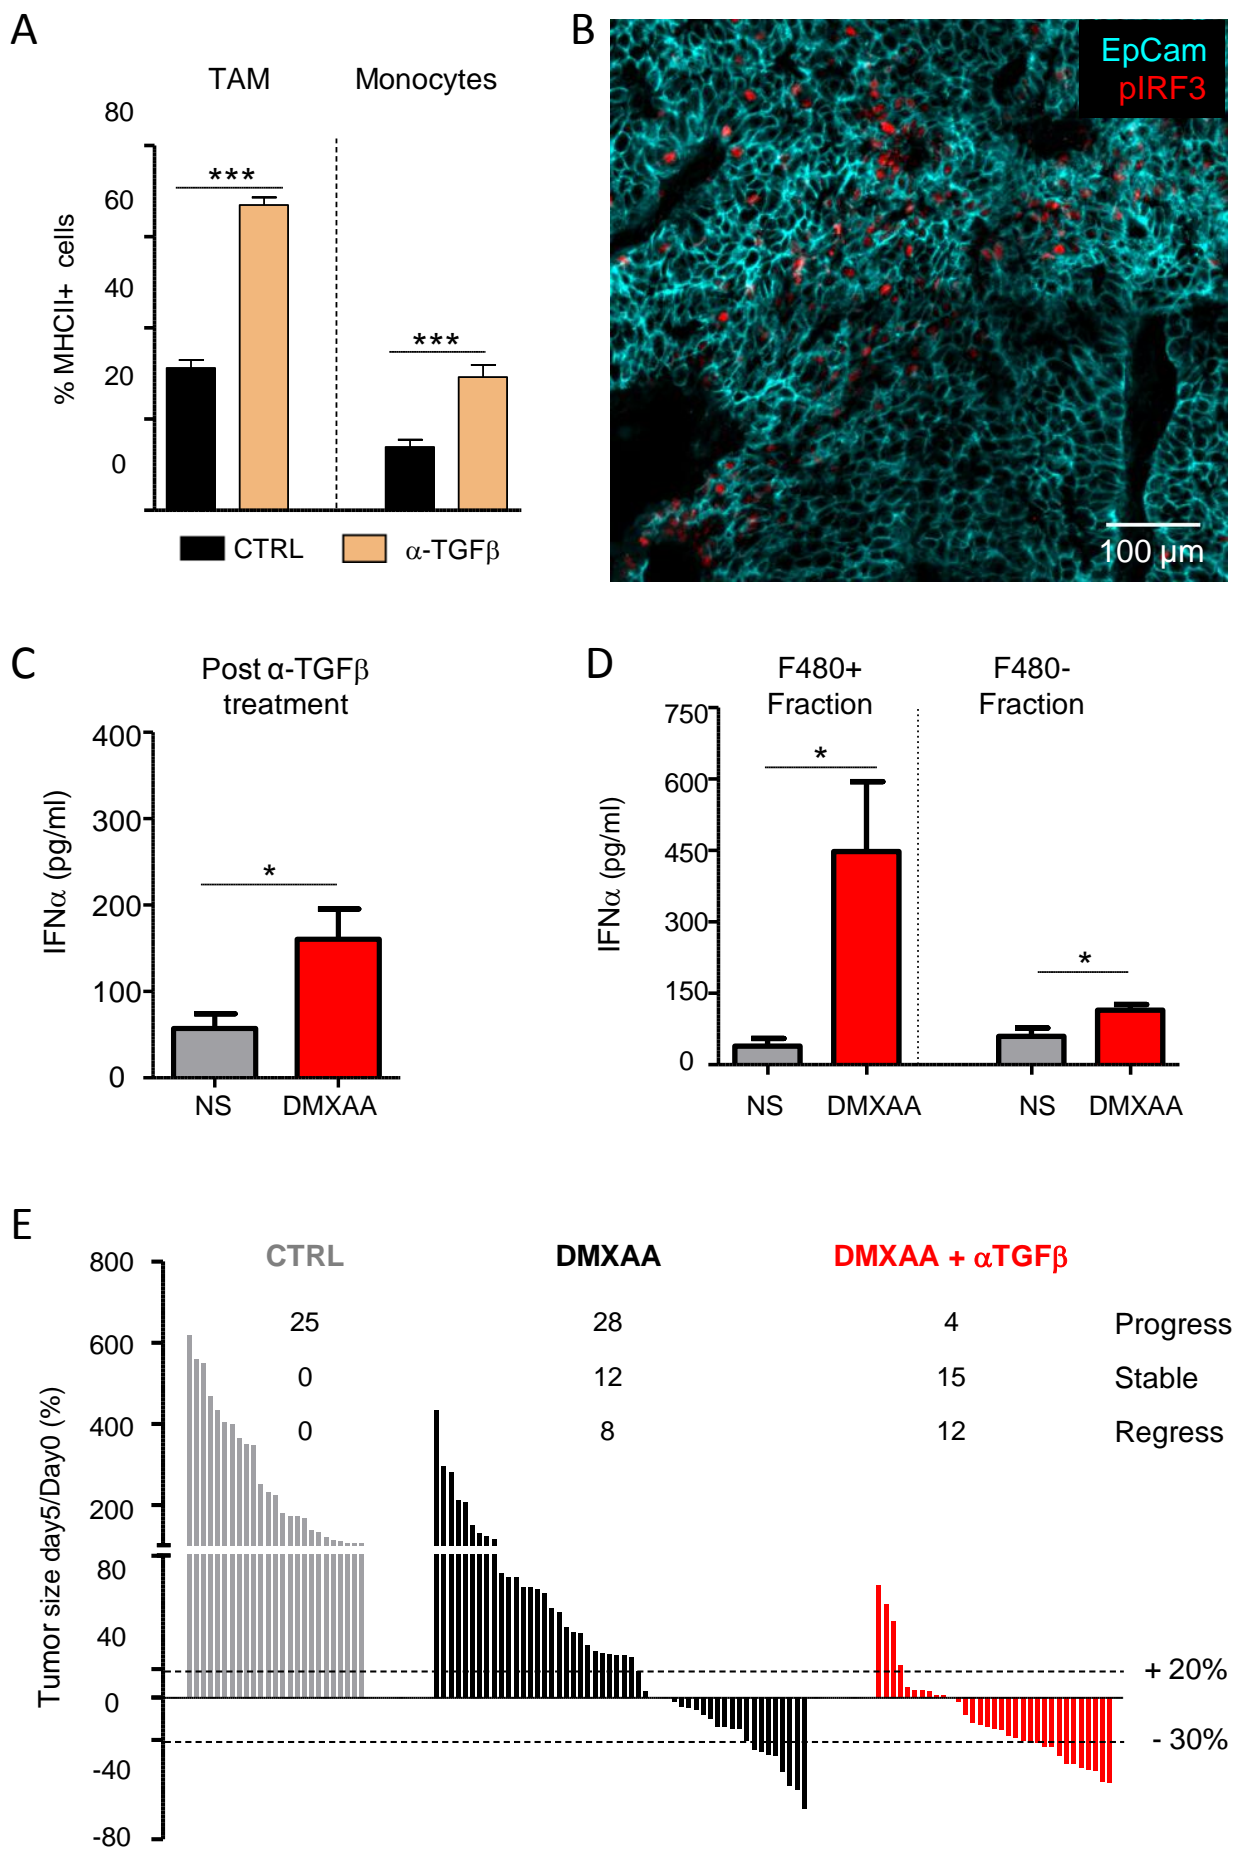 A
TAM
Monocytes
80
60
40
20
0
% MHCII+ cells
***
***
CTRL
α-TGFβ
B
EpCam
pIRF3
100 µm
C
Post α-TGFβ
treatment
400
300
200
100
0
IFNα (pg/ml)
*
NS
DMXAA
D
F480+
Fraction
F480-
Fraction
750
600
450
300
150
0
IFNα (pg/ml)
*
*
NS
DMXAA
NS
DMXAA
E
CTRL
DMXAA
DMXAA + αTGFβ
25
28
4
Progress
0
12
15
Stable
0
8
12
Regress
800
600
400
200
80
40
0
-40
-80
Tumor size day5/Day0 (%)
+ 20%
- 30%